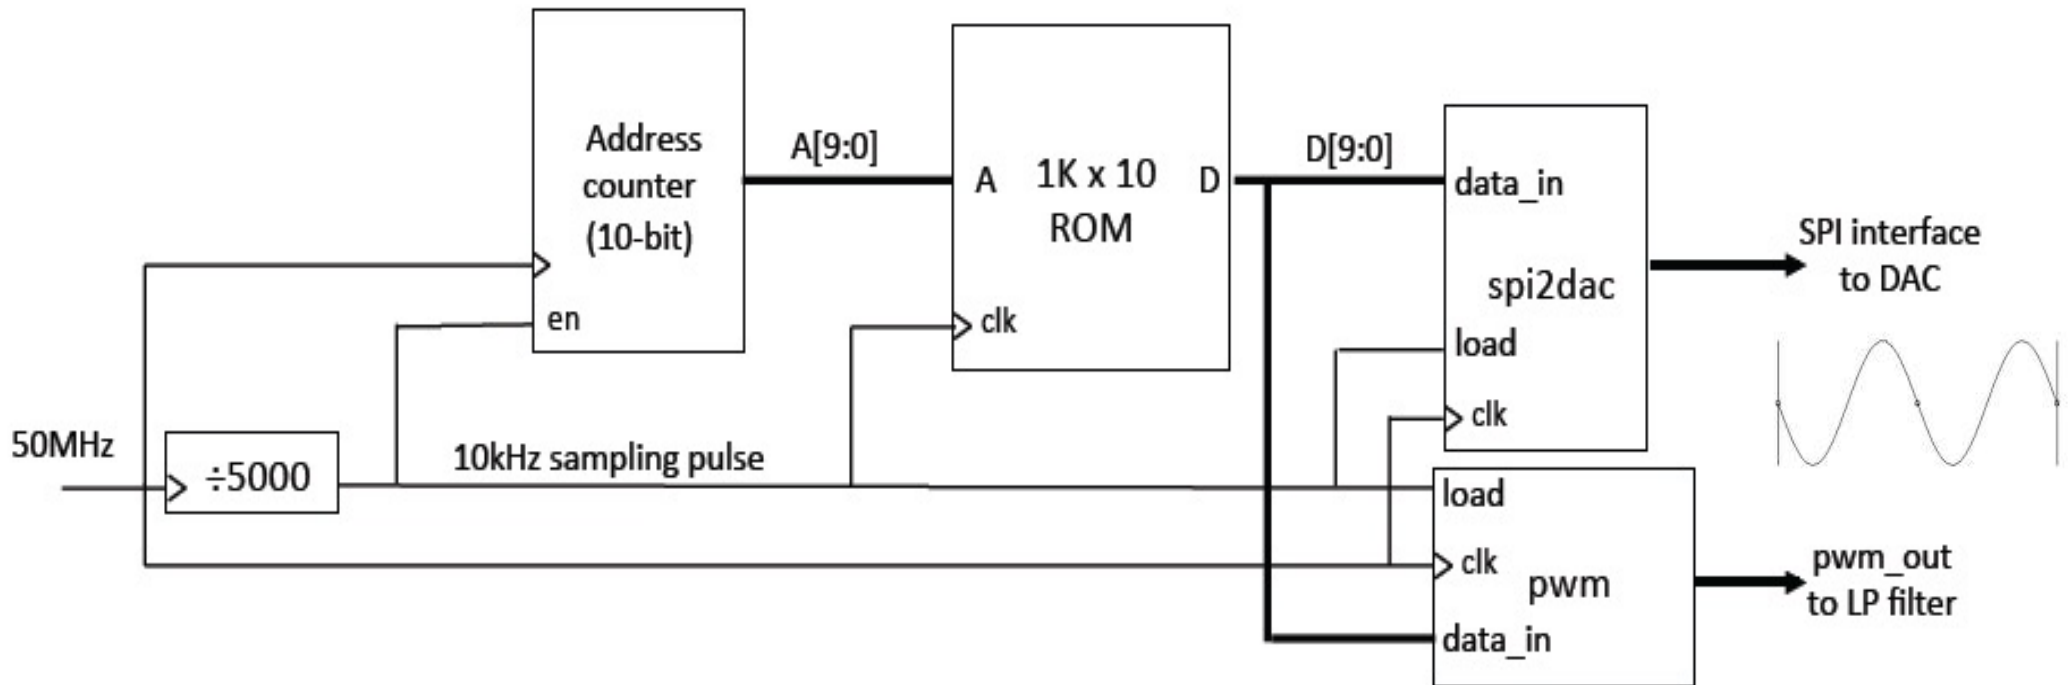 50MHz
÷5000
10kHz sampling pulse
Address
counter
(10-bit)
en
A[9:0]
A
1K x 10
ROM
D
clk
D[9:0]
data_in
spi2dac
load
clk
SPI interface
to DAC
load
clk
pwm
data_in
pwm_out
to LP filter